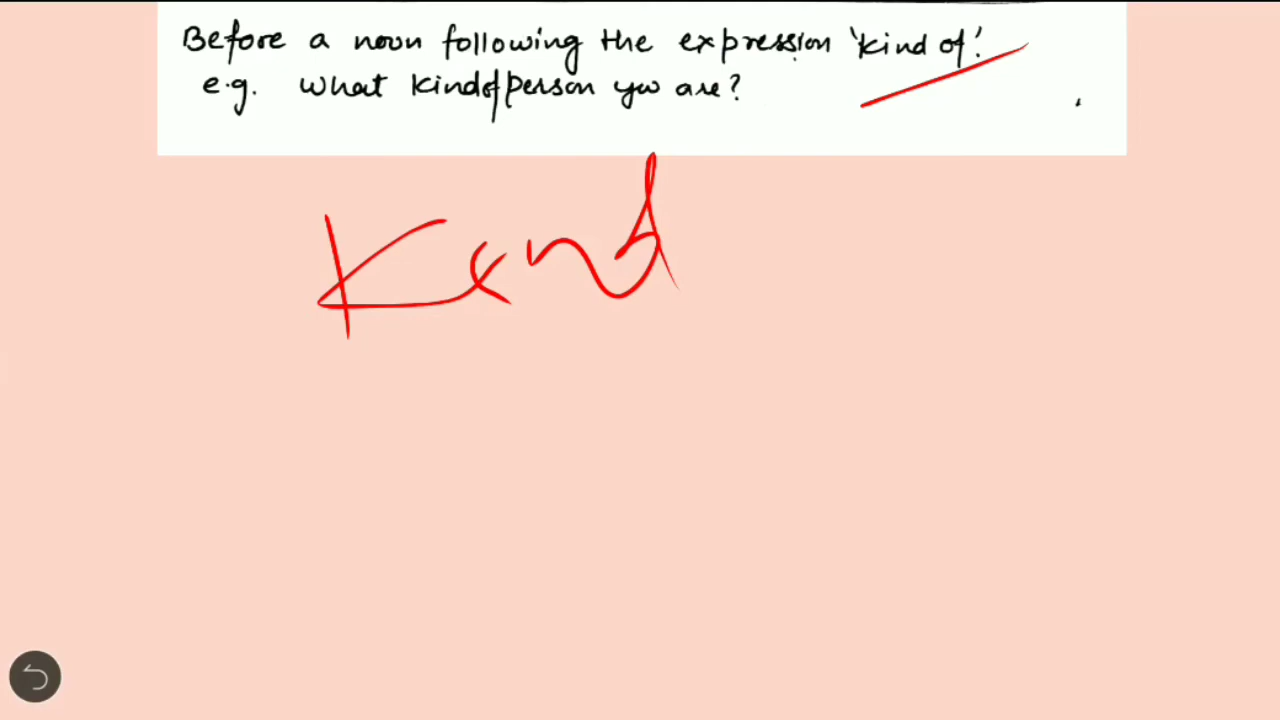 Before a noun following the expression 'kind of'.
e.g. what kind of person you are?
Kind